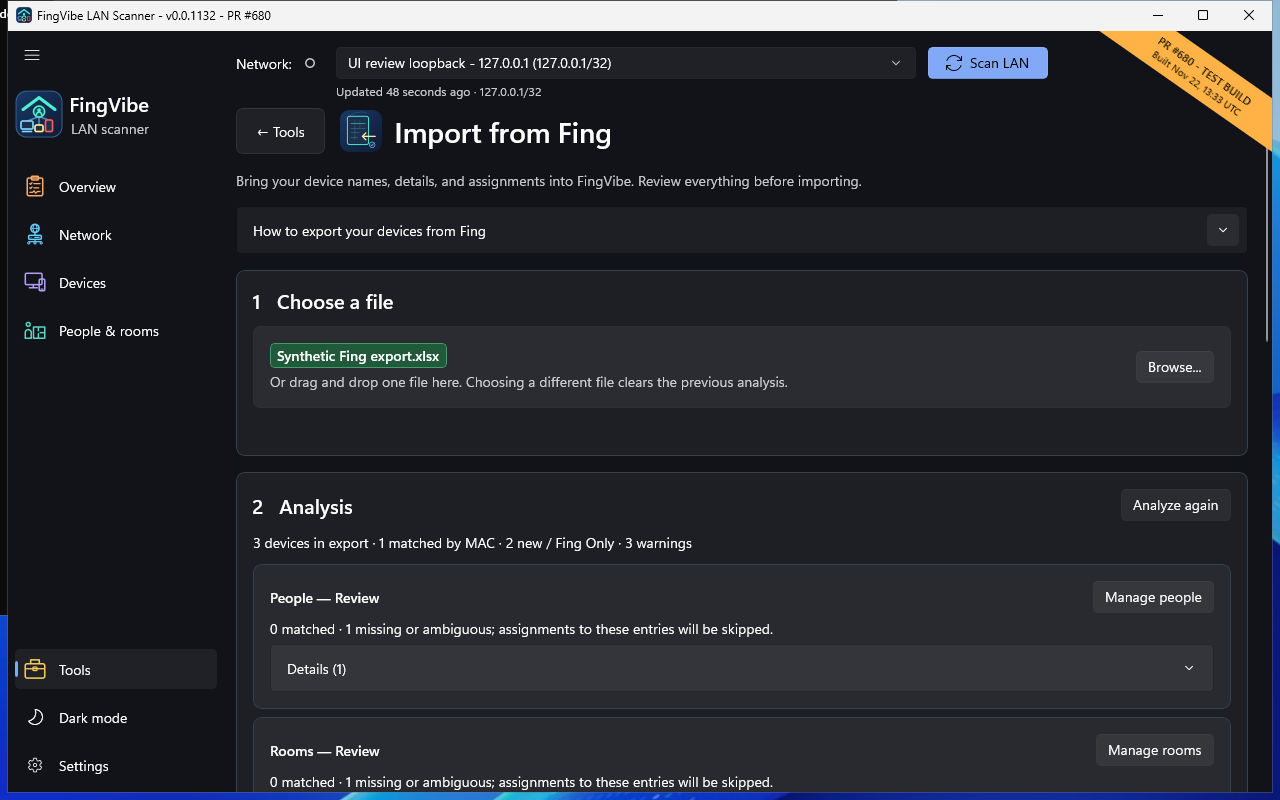 FingVibe LAN Scanner - v0.0.1132 - PR #680
Network:
UI review loopback - 127.0.0.1 (127.0.0.1/32)
Scan LAN
Updated 48 seconds ago · 127.0.0.1/32
PR #680 - TEST BUILD
Built Nov 22, 13:33 UTC
FingVibe
LAN scanner
Overview
Network
Devices
People & rooms
Tools
Dark mode
Settings
← Tools
Import from Fing
Bring your device names, details, and assignments into FingVibe. Review everything before importing.
How to export your devices from Fing
1 Choose a file
Synthetic Fing export.xlsx
Or drag and drop one file here. Choosing a different file clears the previous analysis.
Browse...
2 Analysis
Analyze again
3 devices in export · 1 matched by MAC · 2 new / Fing Only · 3 warnings
People — Review
Manage people
0 matched · 1 missing or ambiguous; assignments to these entries will be skipped.
Details (1)
Rooms — Review
Manage rooms
0 matched · 1 missing or ambiguous; assignments to these entries will be skipped.